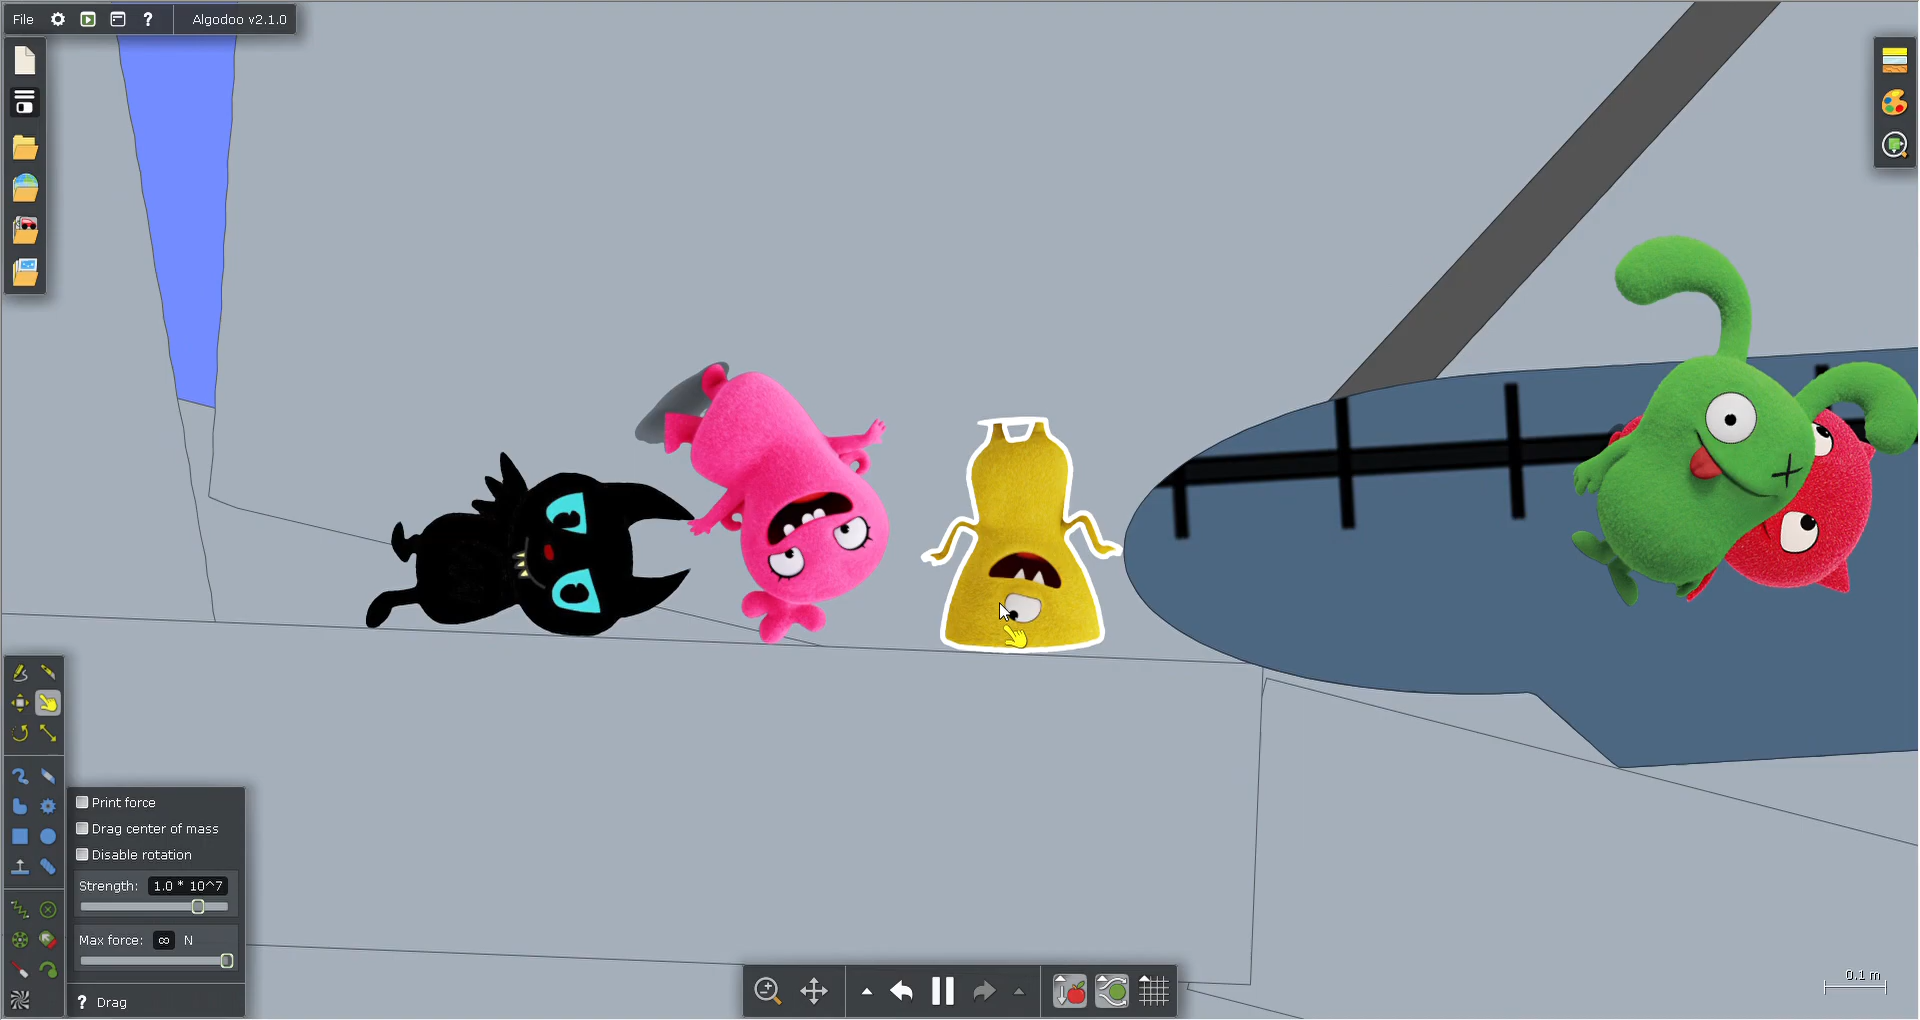 File ? Algodoo v2.1.0
Print force
Drag center of mass
Disable rotation
Strength: 1.0 * 10^7
Max force: ∞ N
? Drag
0.1 m